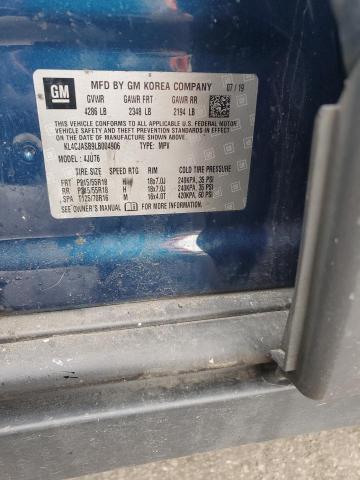 GM
MFD BY GM KOREA COMPANY 07 / 19
GVWR GAWR FRT GAWR RR
4286 LB 2348 LB 2194 LB
THIS VEHICLE CONFORMS TO ALL APPLICABLE U.S. FEDERAL
MOTOR VEHICLE SAFETY, BUMPER, AND THEFT PREVENTION
STANDARDS IN EFFECT ON THE DATE OF MANUFACTURE SHOWN ABOVE.
KL4CJASB9LB004906 TYPE: MPV
MODEL : 4JU76
TIRE SIZE SPEED RTG RIM COLD TIRE PRESSURE
FRT P215/55R18 H 18x7.0J 240KPA, 35 PSI
RR P215/55R18 H 18x7.0J 240KPA, 35 PSI
SPA T125/70R16 M 16x4.0T 420KPA, 60 PSI
SEE OWNER'S MANUAL FOR MORE INFORMATION.